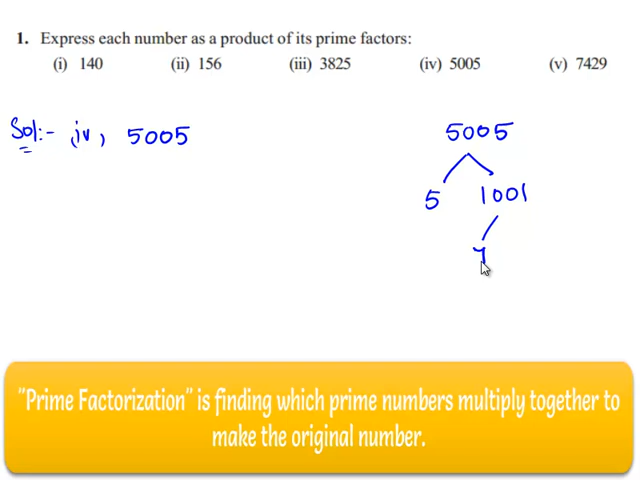 1. Express each number as a product of its prime factors:
(i) 140 (ii) 156 (iii) 3825 (iv) 5005 (v) 7429
Sol:- iv, 5005
5005
5 1001
7
"Prime Factorization" is finding which prime numbers multiply together to
make the original number.